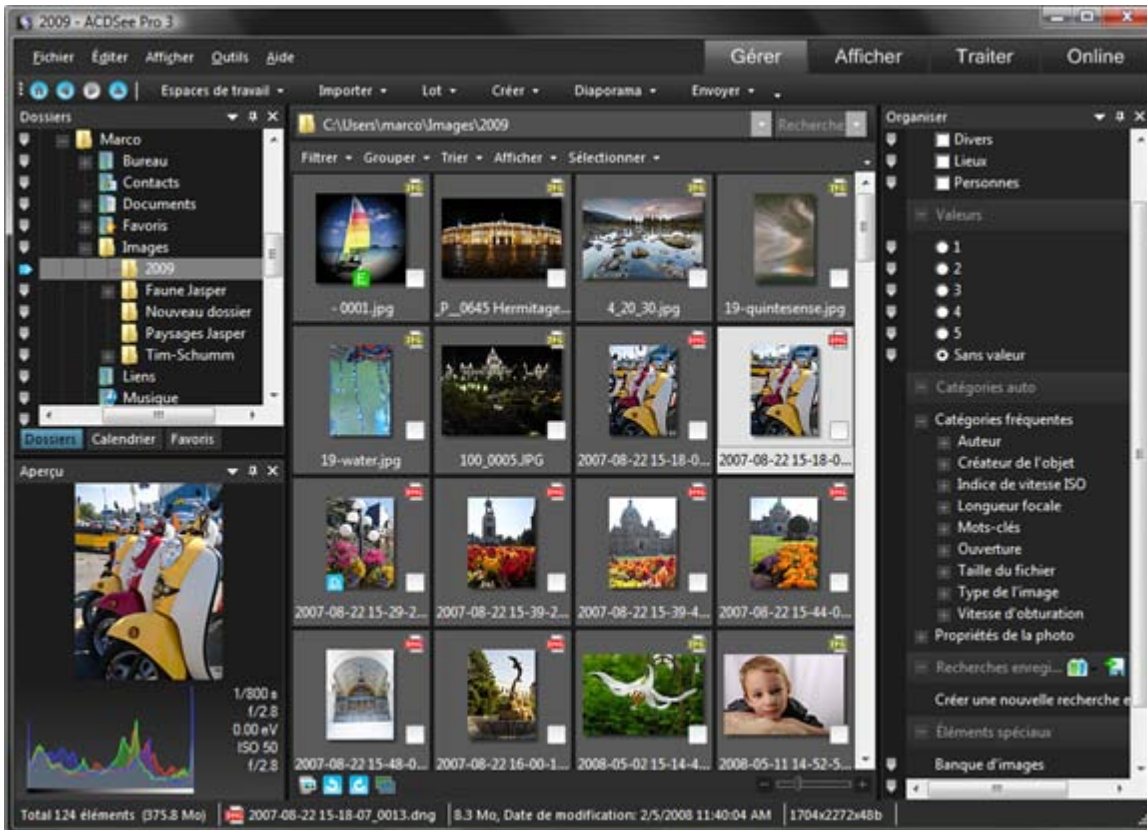 2009 - ACDSee Pro 3
Fichier Éditer Afficher Outils Aide
Gérer Afficher Traiter Online
Espaces de travail Importer Lot Créer Diaporama Envoyer
Dossiers
Marco
Bureau
Contacts
Documents
Favoris
Images
2009
Faune Jasper
Nouveau dossier
Paysages Jasper
Tim-Schumm
Liens
Musique
Dossiers Calendrier Favoris
Aperçu
1/800 s
f/2.8
0.00 eV
ISO 50
f/2.8
C:\Users\marco\Images\2009
Recherche
Filtrer Grouper Trier Afficher Sélectionner
- 0001.jpg _P__0645 Hermitage... 4_20_30.jpg 19-quintesense.jpg
19-water.jpg 100_0005.JPG 2007-08-22 15-18-0... 2007-08-22 15-18-0...
2007-08-22 15-29-2... 2007-08-22 15-39-2... 2007-08-22 15-39-4... 2007-08-22 15-44-0...
2007-08-22 15-48-0... 2007-08-22 16-00-1... 2008-05-02 15-14-4... 2008-05-11 14-52-5...
Organiser
Divers
Lieux
Personnes
Valeurs
1
2
3
4
5
Sans valeur
Catégories auto
Catégories fréquentes
Auteur
Créateur de l'objet
Indice de vitesse ISO
Longueur focale
Mots-clés
Ouverture
Taille du fichier
Type de l'image
Vitesse d'obturation
Propriétés de la photo
Recherches enregi...
Créer une nouvelle recherche e
Éléments spéciaux
Banque d'images
Total 124 éléments (375.8 Mo) 2007-08-22 15-18-07_0013.dng 8.3 Mo, Date de modification: 2/5/2008 11:40:04 AM 1704x2272x48b